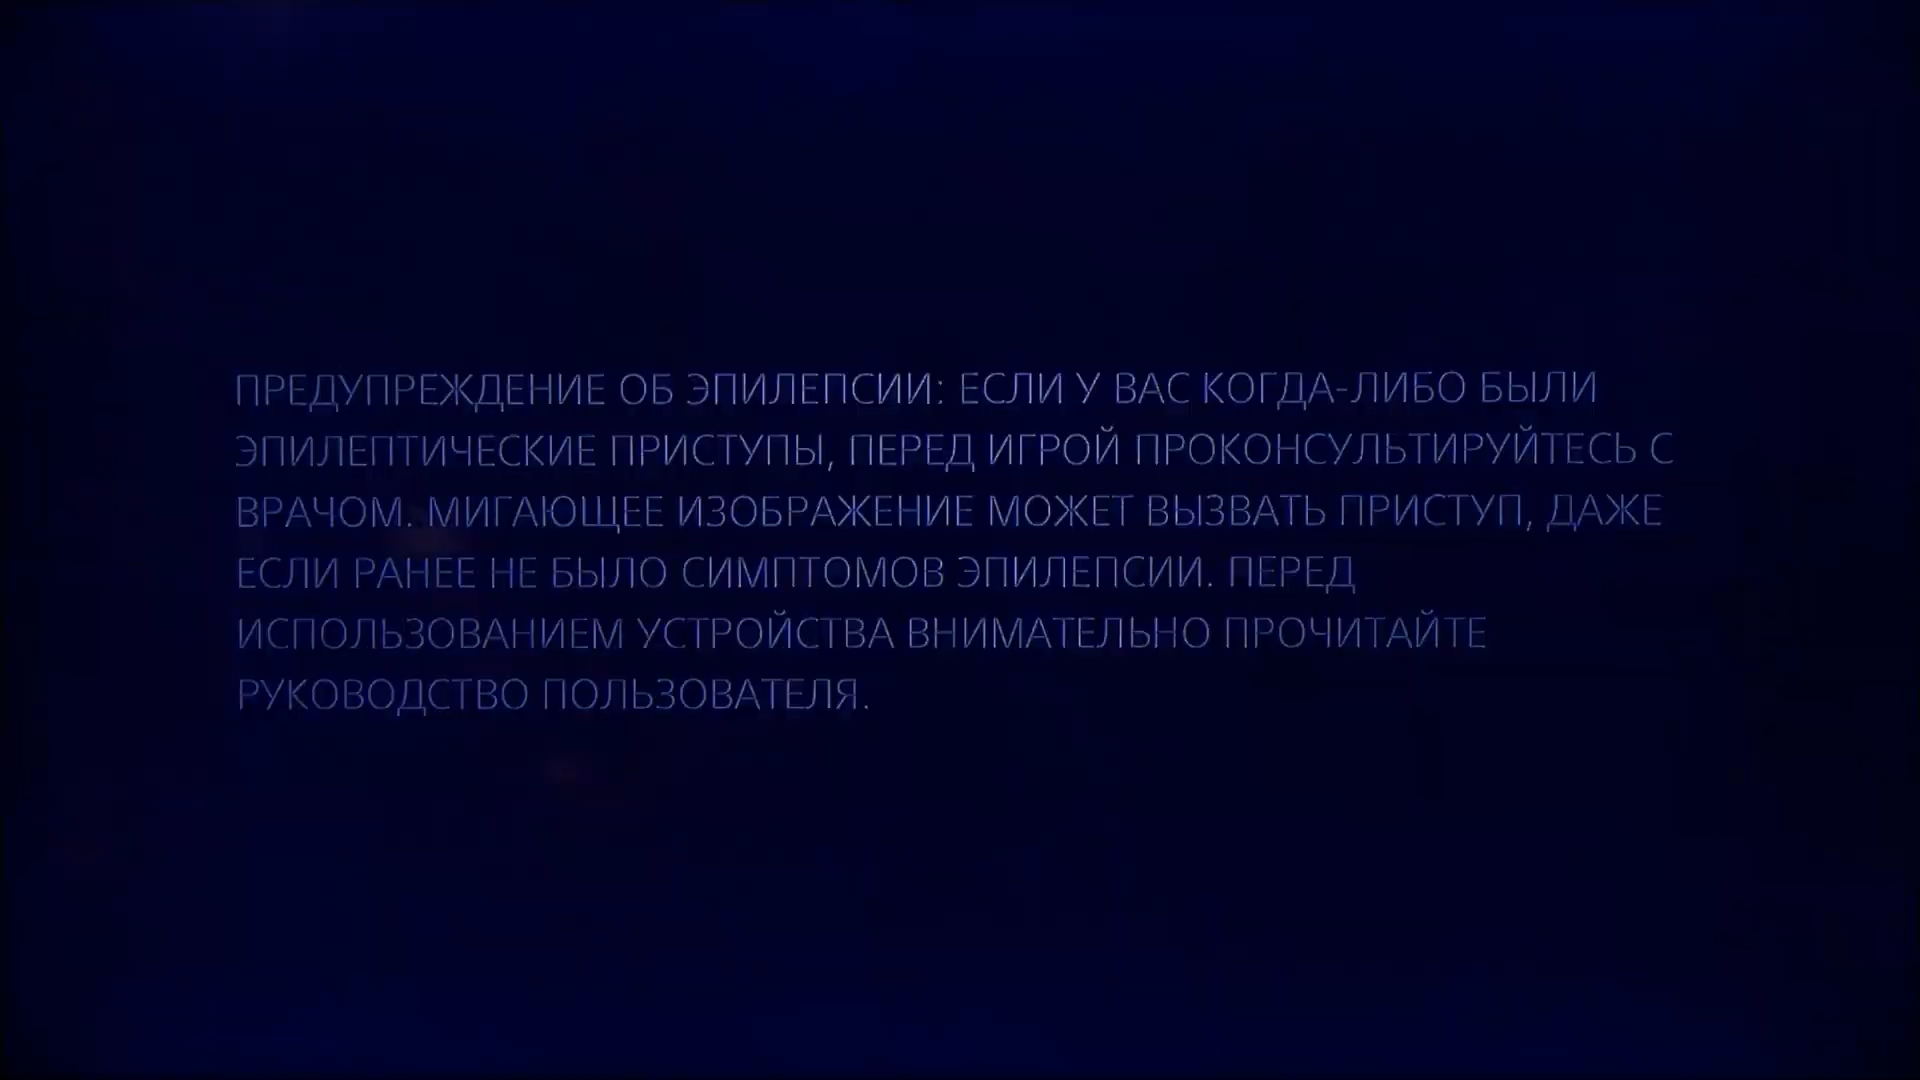 ПРЕДУПРЕЖДЕНИЕ ОБ ЭПИЛЕПСИИ: ЕСЛИ У ВАС КОГДА-ЛИБО БЫЛИ
ЭПИЛЕПТИЧЕСКИЕ ПРИСТУПЫ, ПЕРЕД ИГРОЙ ПРОКОНСУЛЬТИРУЙТЕСЬ С
ВРАЧОМ. МИГАЮЩЕЕ ИЗОБРАЖЕНИЕ МОЖЕТ ВЫЗВАТЬ ПРИСТУП, ДАЖЕ
ЕСЛИ РАНЕЕ НЕ БЫЛО СИМПТОМОВ ЭПИЛЕПСИИ. ПЕРЕД
ИСПОЛЬЗОВАНИЕМ УСТРОЙСТВА ВНИМАТЕЛЬНО ПРОЧИТАЙТЕ
РУКОВОДСТВО ПОЛЬЗОВАТЕЛЯ.